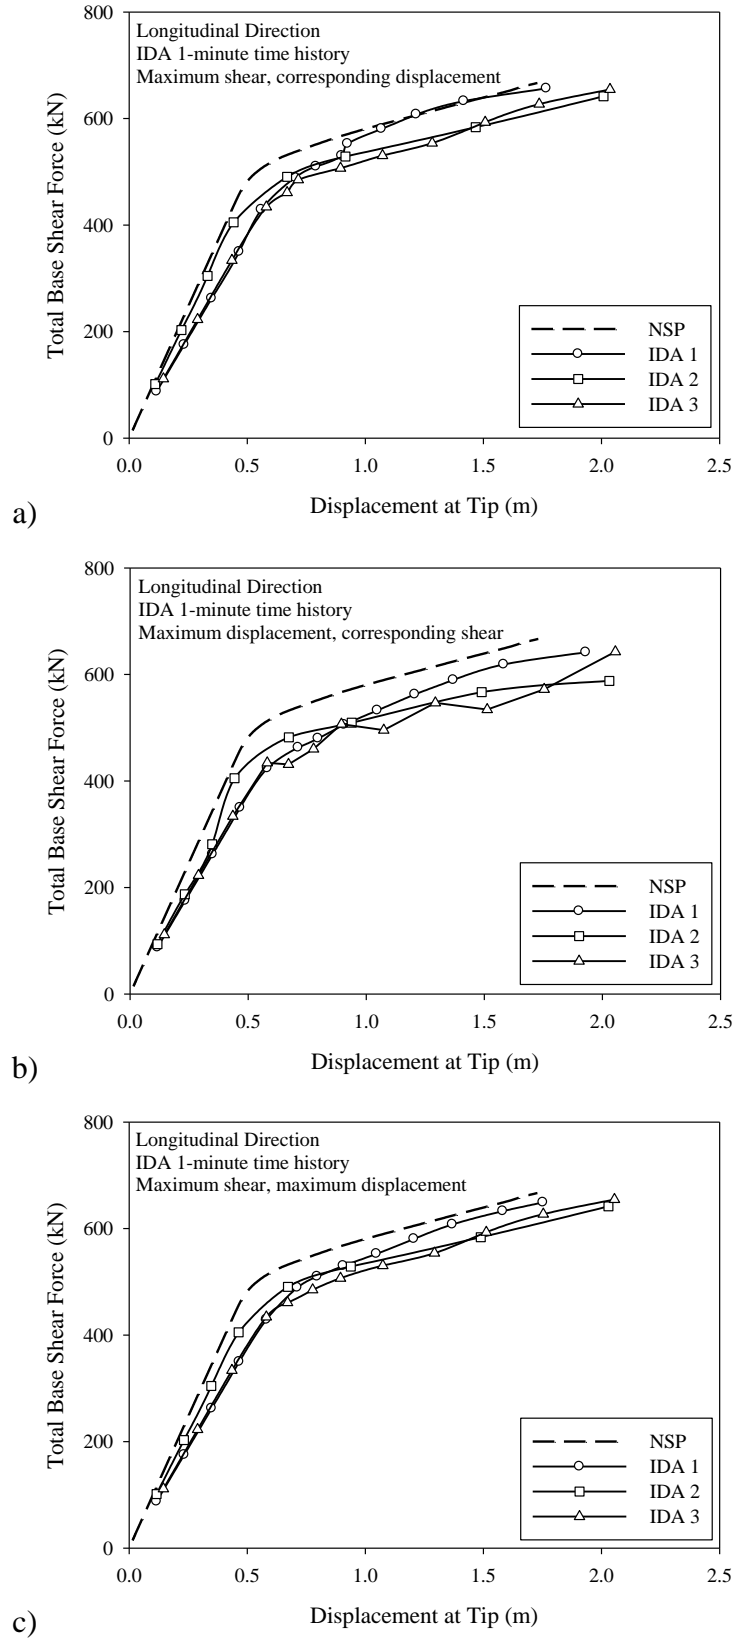 Longitudinal Direction
IDA 1-minute time history
Maximum shear, corresponding displacement
Total Base Shear Force (kN)
800
600
400
200
0
NSP
IDA 1
IDA 2
IDA 3
0.0 0.5 1.0 1.5 2.0 2.5
Displacement at Tip (m)
a)
Longitudinal Direction
IDA 1-minute time history
Maximum displacement, corresponding shear
Total Base Shear Force (kN)
800
600
400
200
0
NSP
IDA 1
IDA 2
IDA 3
0.0 0.5 1.0 1.5 2.0 2.5
Displacement at Tip (m)
b)
Longitudinal Direction
IDA 1-minute time history
Maximum shear, maximum displacement
Total Base Shear Force (kN)
800
600
400
200
0
NSP
IDA 1
IDA 2
IDA 3
0.0 0.5 1.0 1.5 2.0 2.5
Displacement at Tip (m)
c)